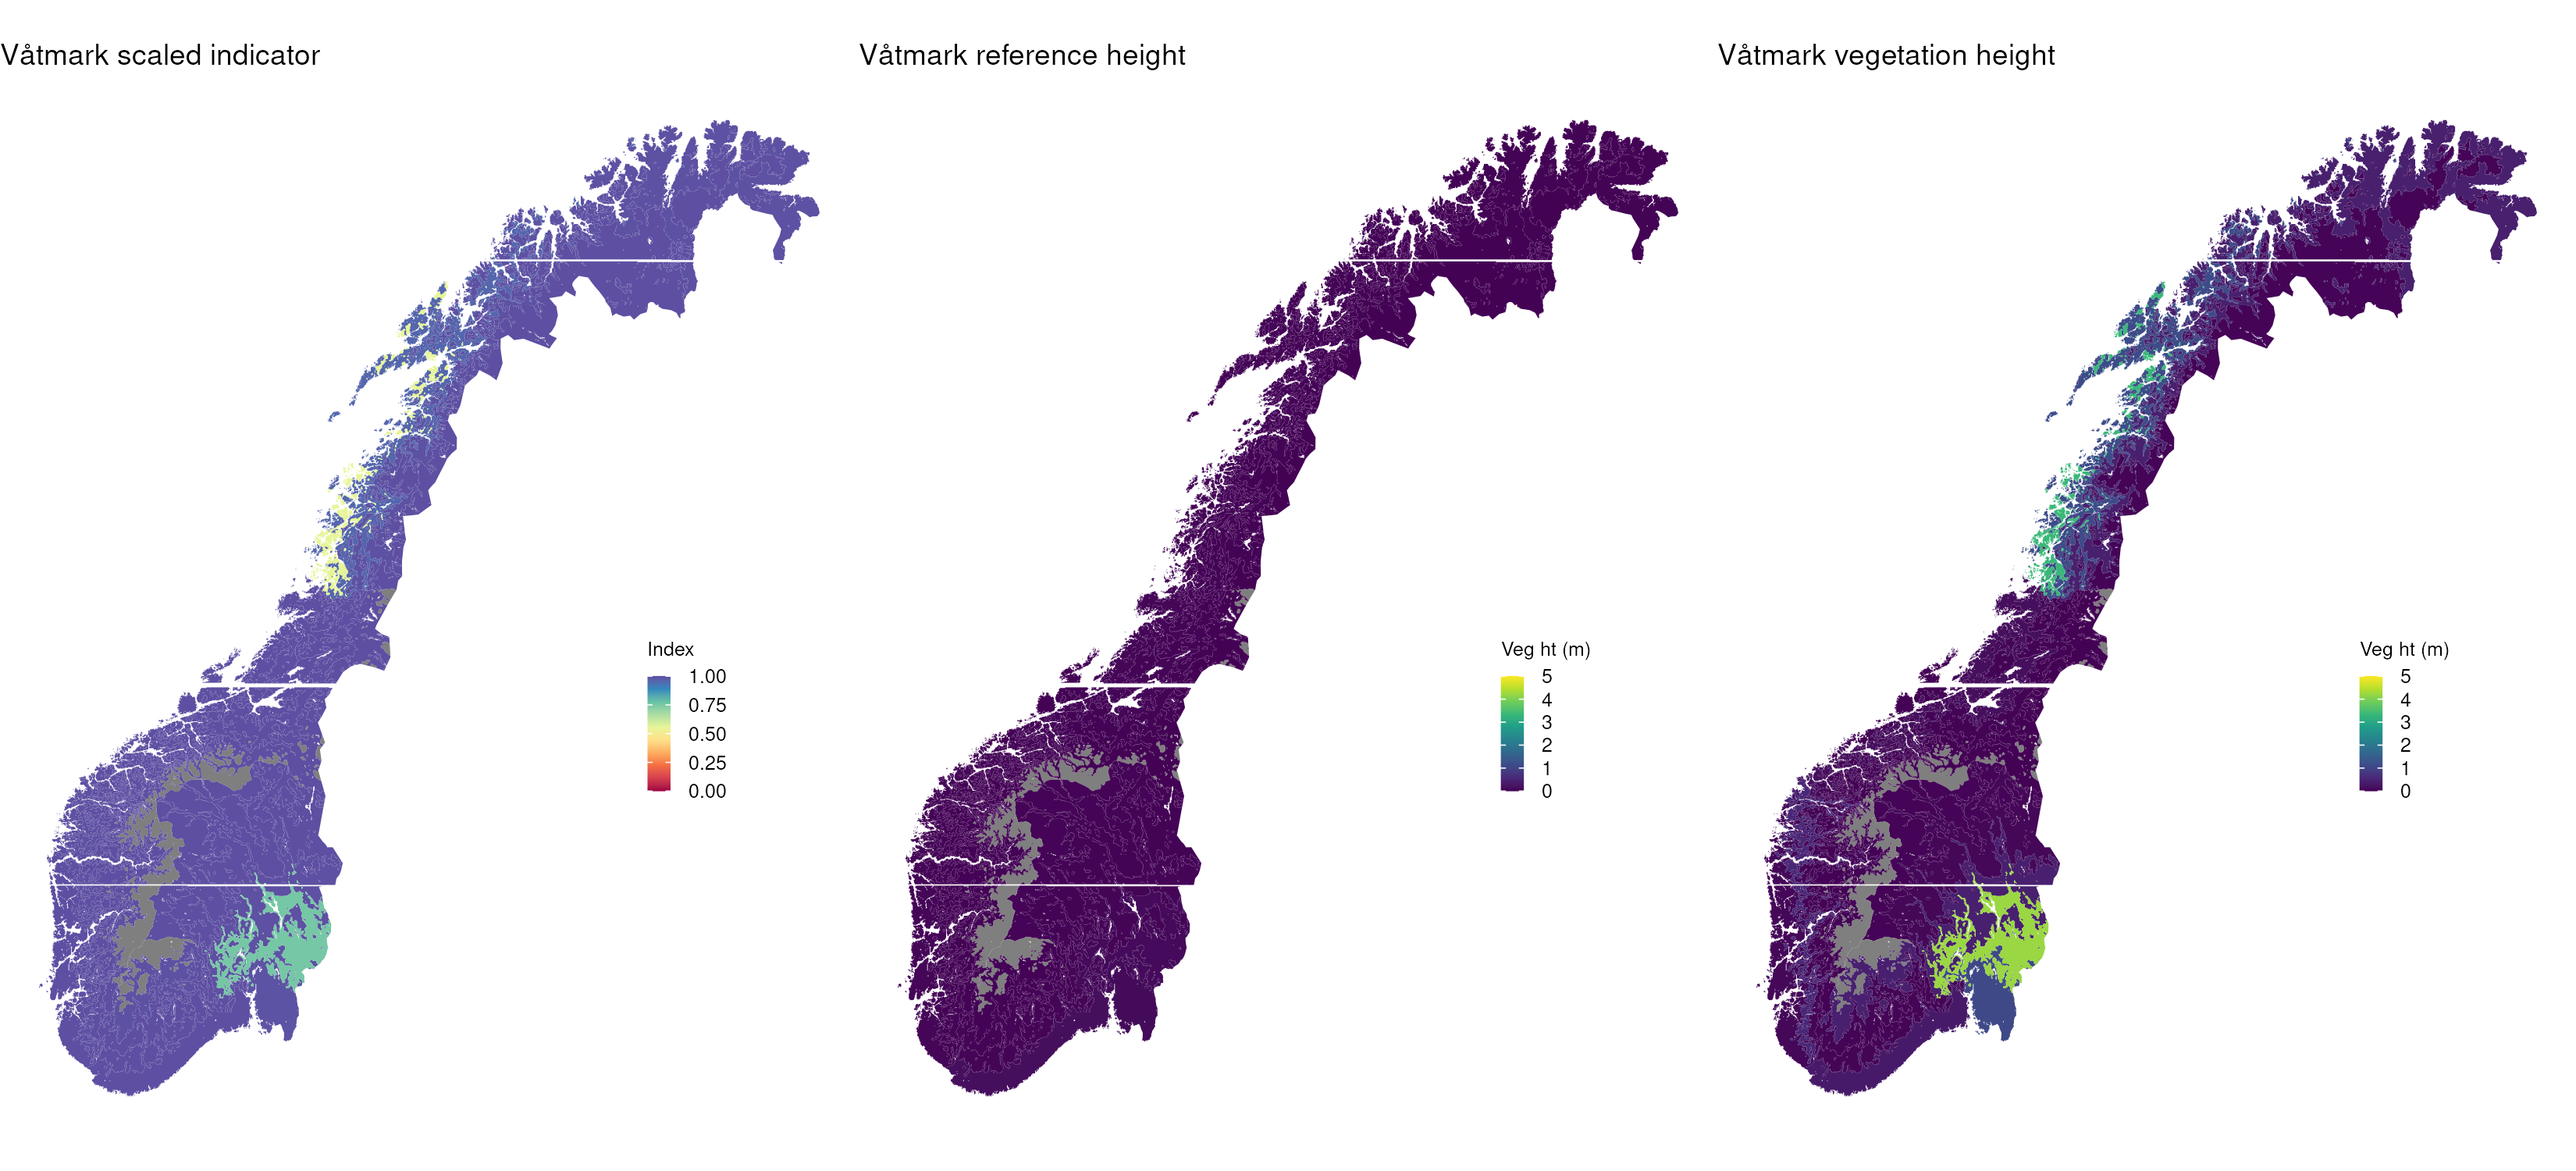 Våtmark scaled indicator
Våtmark reference height
Våtmark vegetation height
Index
1.00
0.75
0.50
0.25
0.00
Veg ht (m)
5
4
3
2
1
0
Veg ht (m)
5
4
3
2
1
0